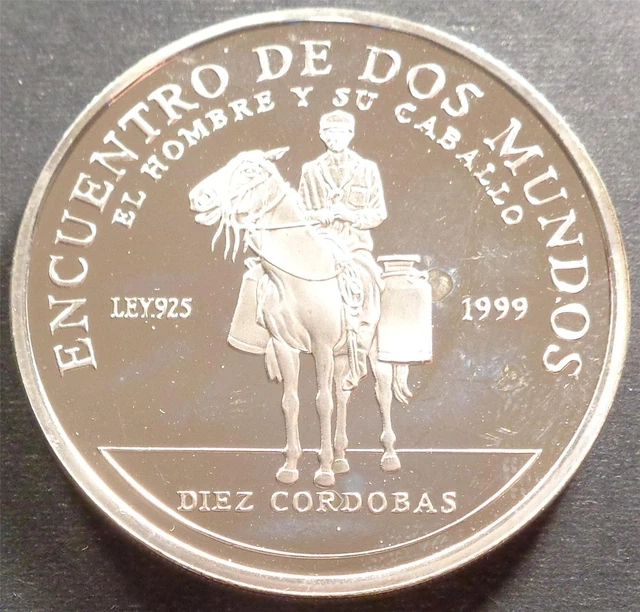 ENCUENTRO DE DOS MUNDOS
EL HOMBRE Y SU CABALLO
LEY.925
1999
DIEZ CORDOBAS